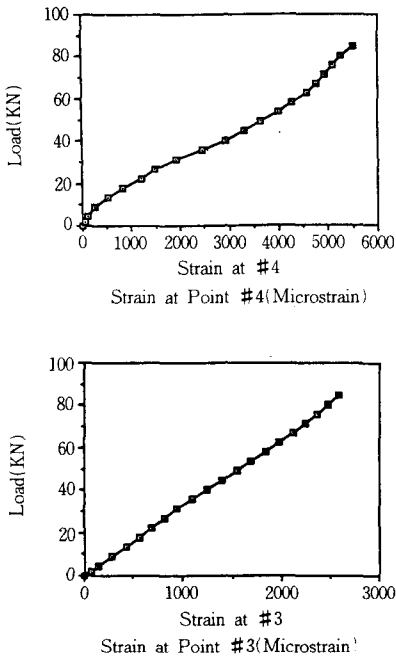 100
80
60
40
20
0
Load(KN)
0 1000 2000 3000 4000 5000 6000
Strain at #4
Strain at Point #4(Microstrain)
100
80
60
40
20
0
Load(KN)
0 1000 2000 3000
Strain at #3
Strain at Point #3(Microstrain)